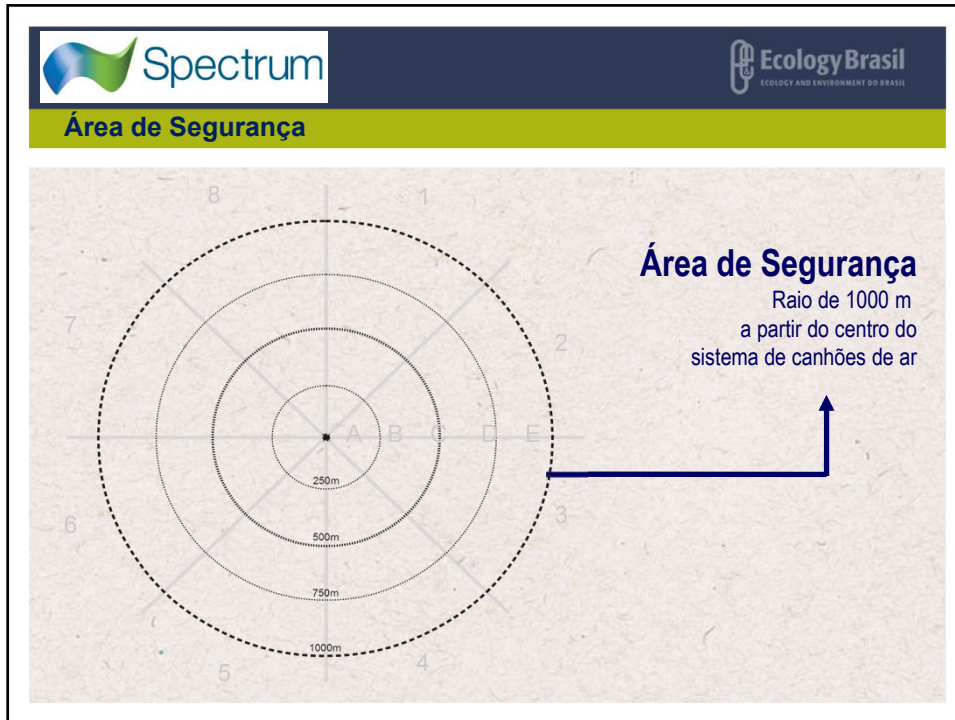 Spectrum
Ecology Brasil
ECOLOGY AND ENVIRONMENT DO BRASIL
Área de Segurança
8
1
Área de Segurança
Raio de 1000 m
a partir do centro do
sistema de canhões de ar
7
2
A B C D E
250m
6
3
500m
750m
1000m
5
4